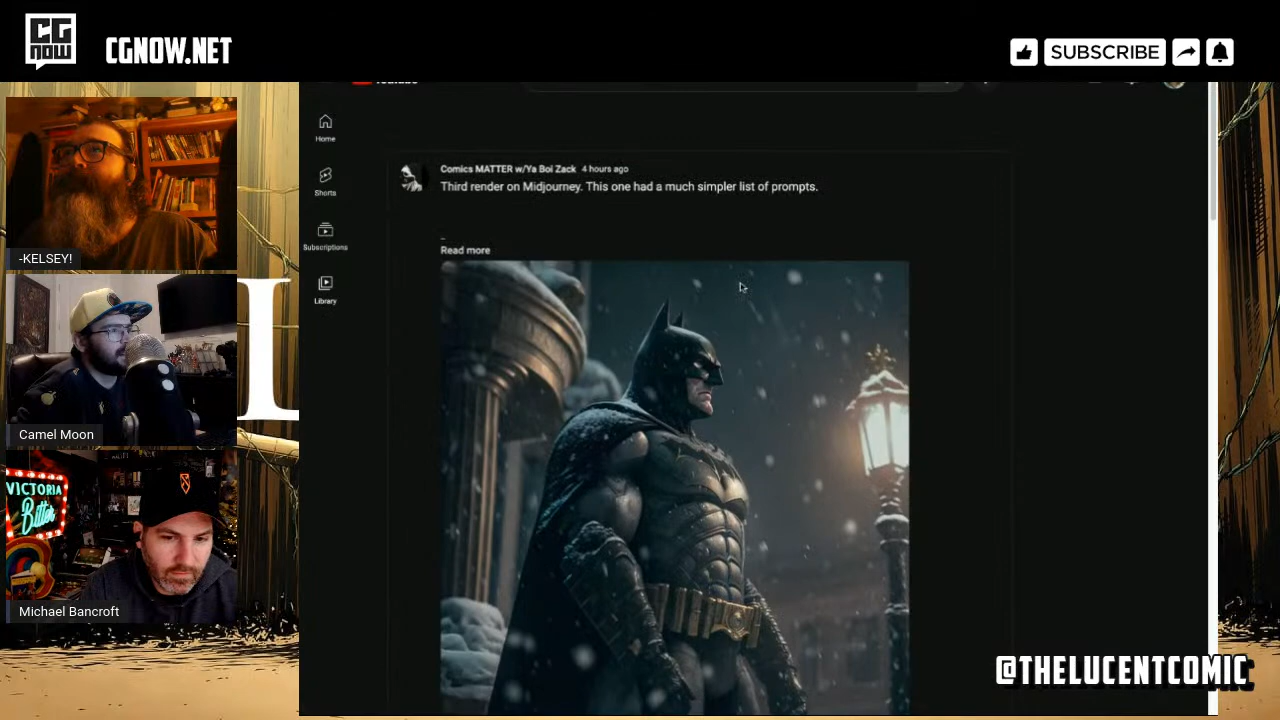 CG
NOW
CGNOW.NET
SUBSCRIBE
Home
Shorts
Subscriptions
Library
Comics MATTER w/Ya Boi Zack 4 hours ago
Third render on Midjourney. This one had a much simpler list of prompts.
_
Read more
-KELSEY!
Camel Moon
VICTORIA
Bitter
Michael Bancroft
@THELUCENTCOMIC